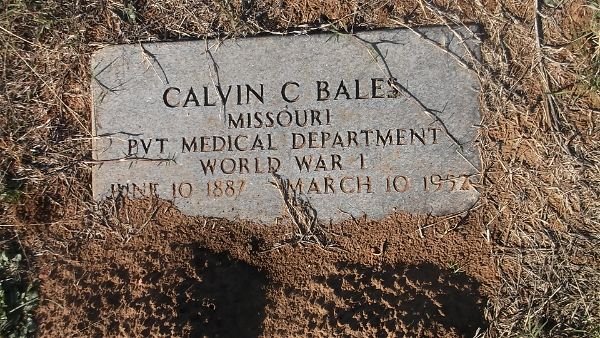 CALVIN C BALES
MISSOURI
PVT MEDICAL DEPARTMENT
WORLD WAR I
JUNE 10 1887 MARCH 10 1952